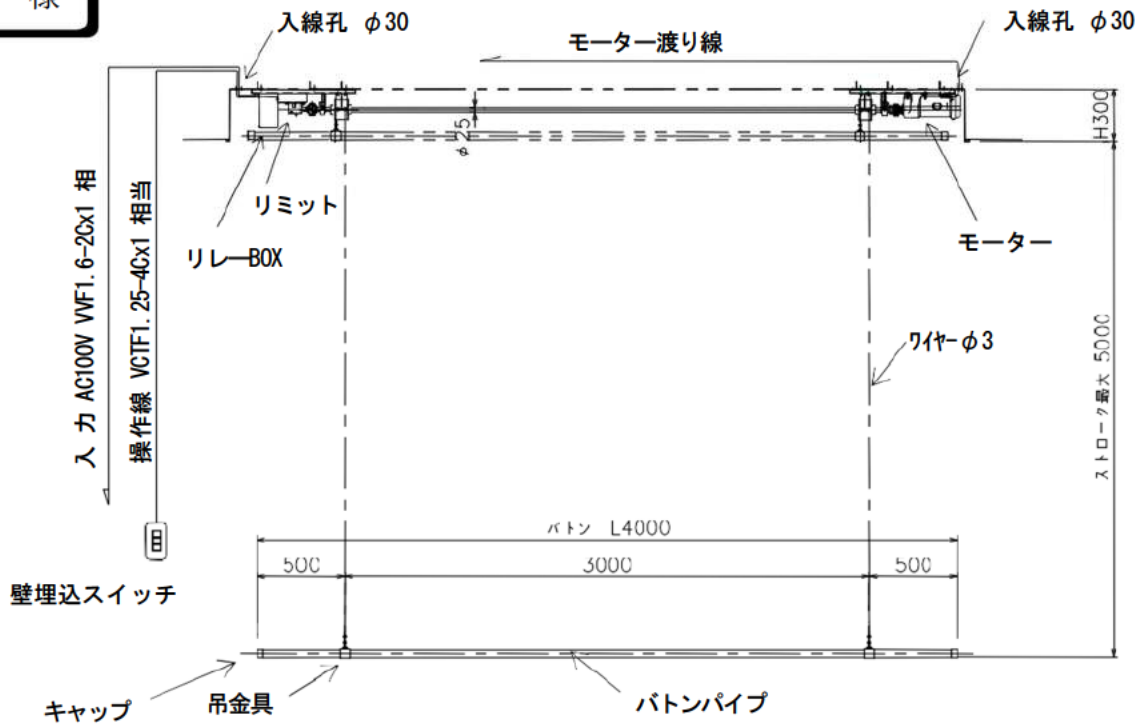 様
入線孔 φ30
モーター渡り線
入線孔 φ30
H300
φ25
リミット
リレーBOX
モーター
入力 AC100V VVF1.6-2Cx1 相
操作線 VCTF1.25-4Cx1 相当
ワイヤーφ3
ストローク最大 5000
バトン L4000
500
3000
500
壁埋込スイッチ
キャップ
吊金具
バトンパイプ